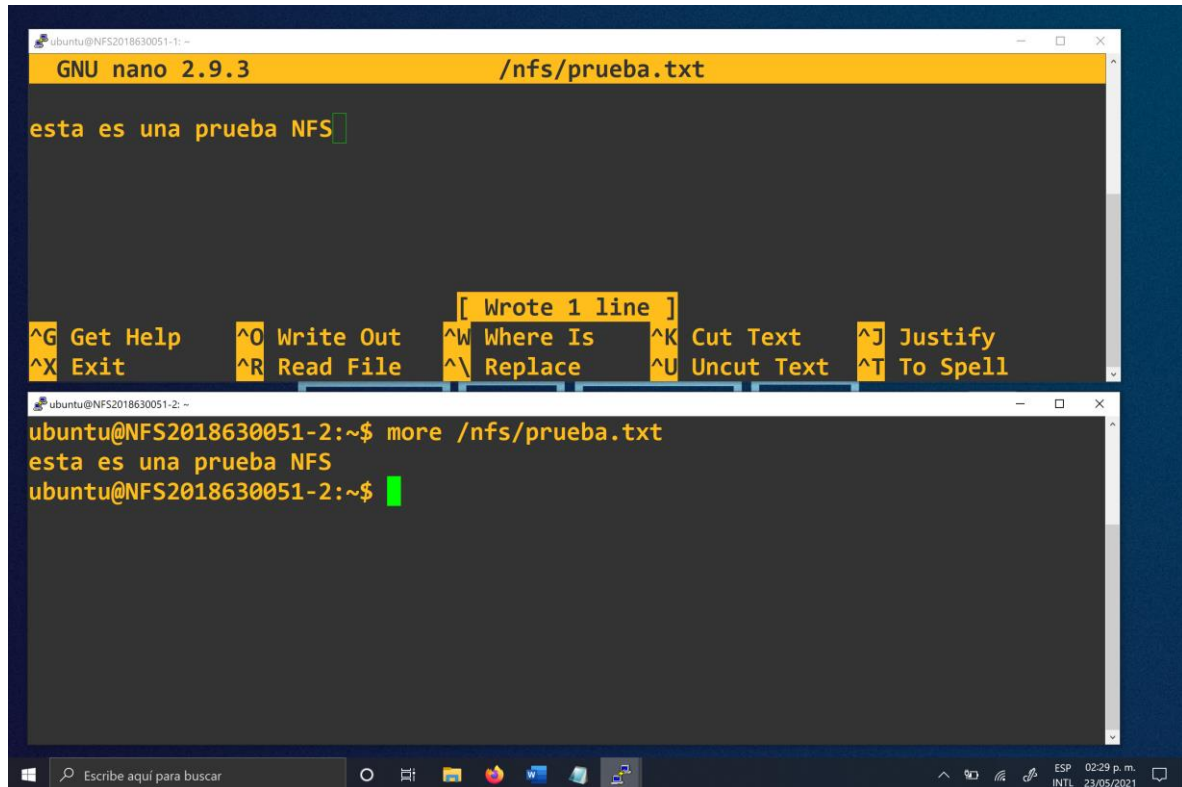 ubuntu@NFS2018630051-1: ~
GNU nano 2.9.3 /nfs/prueba.txt
esta es una prueba NFS
[ Wrote 1 line ]
^G Get Help ^O Write Out ^W Where Is ^K Cut Text ^J Justify
^X Exit ^R Read File ^\ Replace ^U Uncut Text ^T To Spell
ubuntu@NFS2018630051-2: ~
ubuntu@NFS2018630051-2:~$ more /nfs/prueba.txt
esta es una prueba NFS
ubuntu@NFS2018630051-2:~$
Escribe aquí para buscar
ESP 02:29 p. m.
INTL 23/05/2021